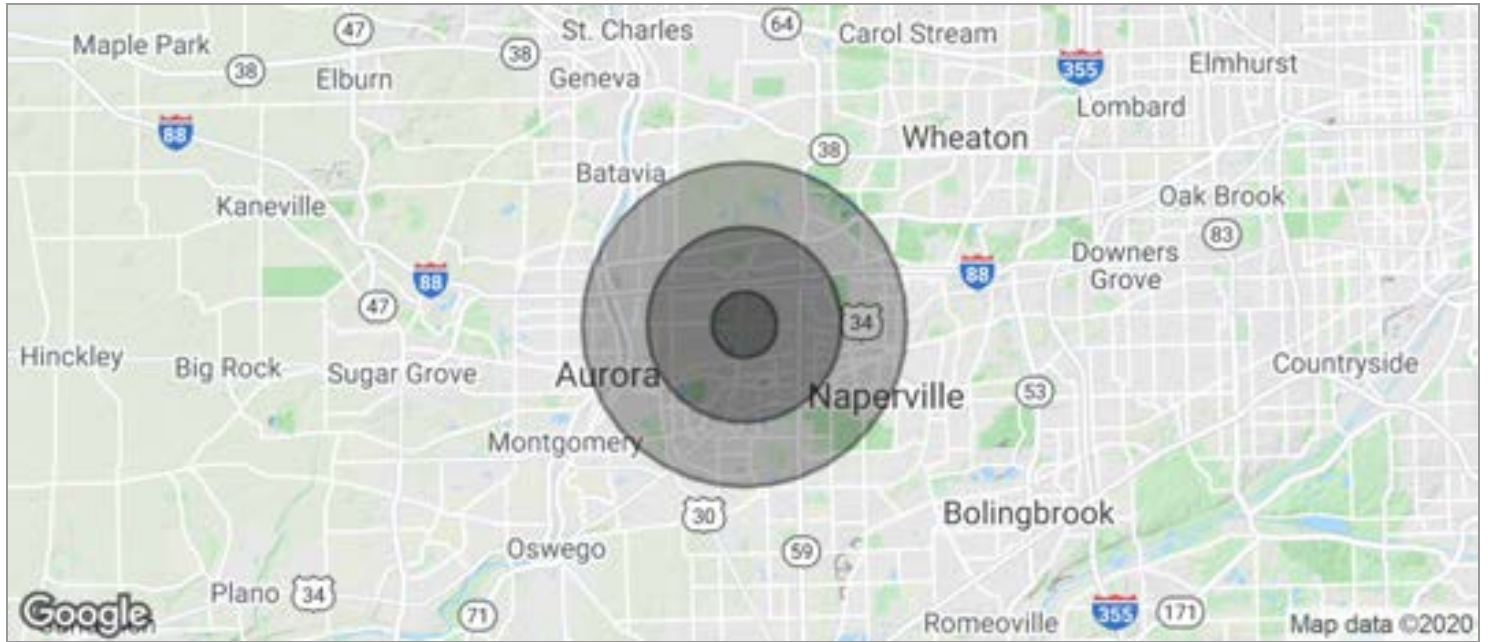 Maple Park
47
38
38
Elburn
St. Charles
Geneva
64
Carol Stream
355
Elmhurst
Lombard
88
Wheaton
38
Batavia
Kaneville
Oak Brook
83
88
47
88
Downers
Grove
34
Hinckley
Big Rock
Sugar Grove
Aurora
Naperville
53
Countryside
Montgomery
30
Bolingbrook
Oswego
59
Plano
34
71
Romeoville
355
171
Google
Map data ©2020